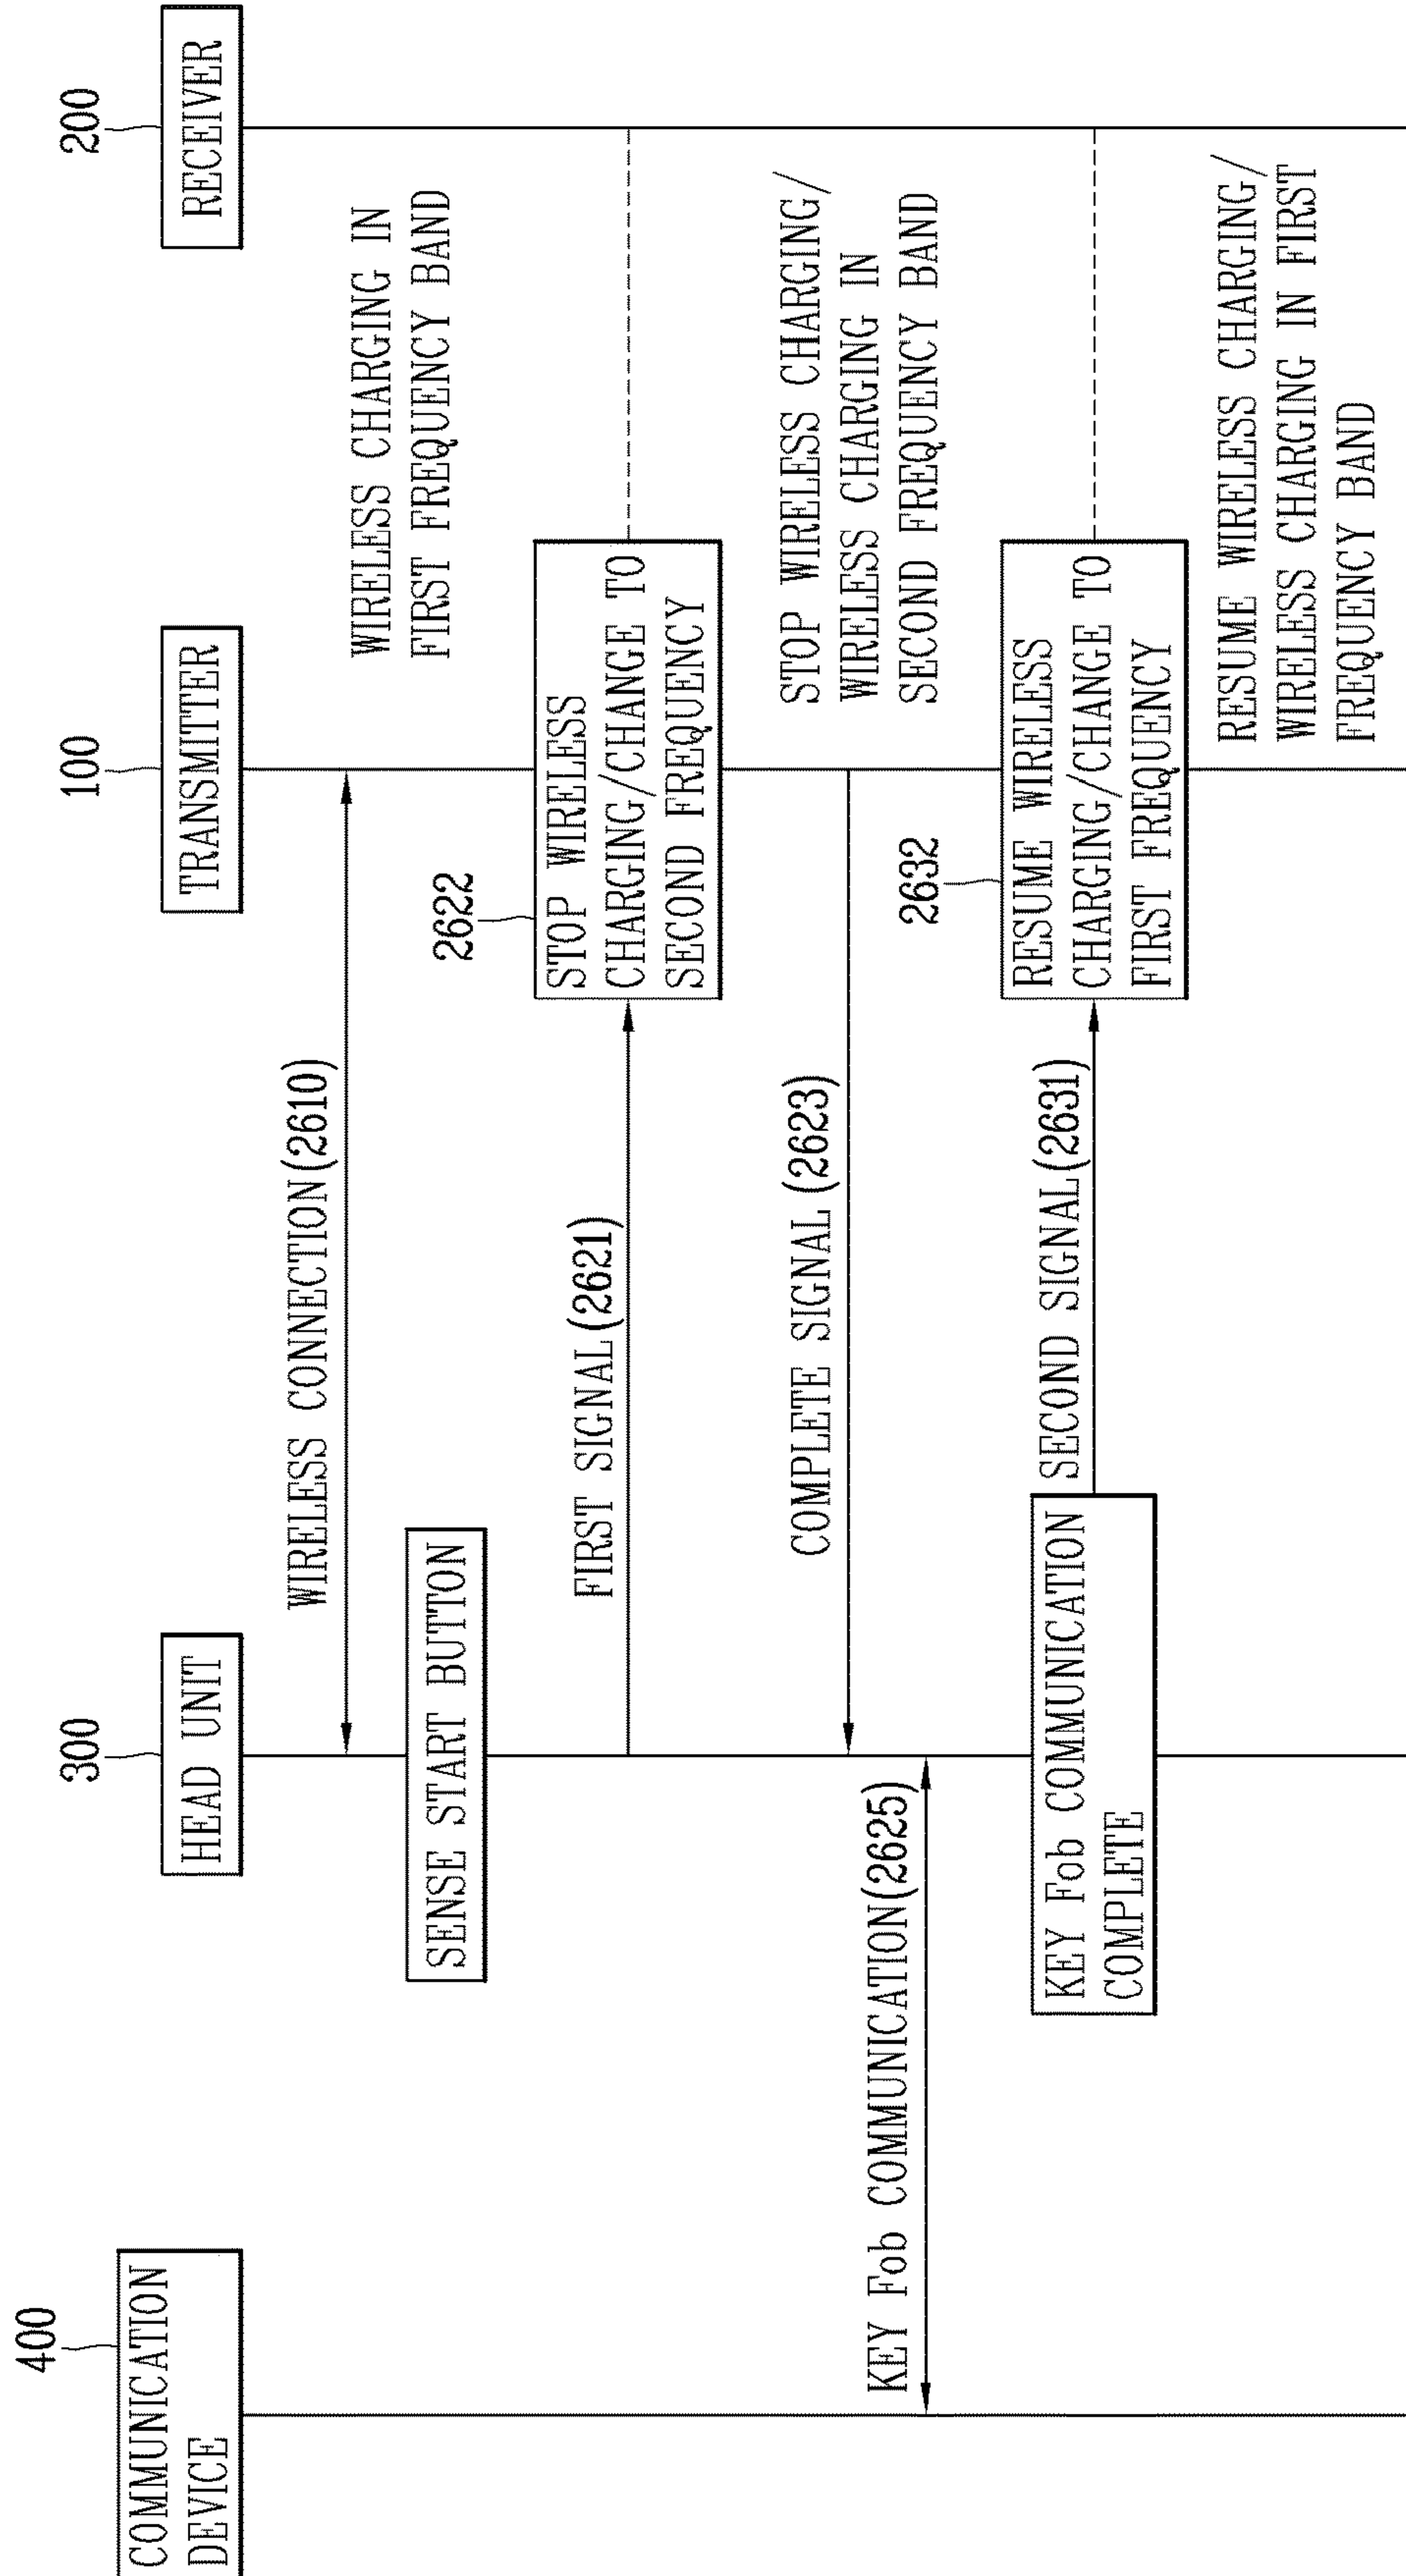 400
COMMUNICATION
DEVICE
300
HEAD UNIT
100
TRANSMITTER
200
RECEIVER
WIRELESS CONNECTION(2610)
WIRELESS CHARGING IN
FIRST FREQUENCY BAND
SENSE START BUTTON
FIRST SIGNAL(2621)
2622
STOP WIRELESS
CHARGING/CHANGE TO
SECOND FREQUENCY
STOP WIRELESS CHARGING/
WIRELESS CHARGING IN
SECOND FREQUENCY BAND
COMPLETE SIGNAL (2623)
KEY Fob COMMUNICATION(2625)
KEY Fob COMMUNICATION
COMPLETE
SECOND SIGNAL(2631)
2632
RESUME WIRELESS
CHARGING/CHANGE TO
FIRST FREQUENCY
RESUME WIRELESS CHARGING/
WIRELESS CHARGING IN FIRST
FREQUENCY BAND